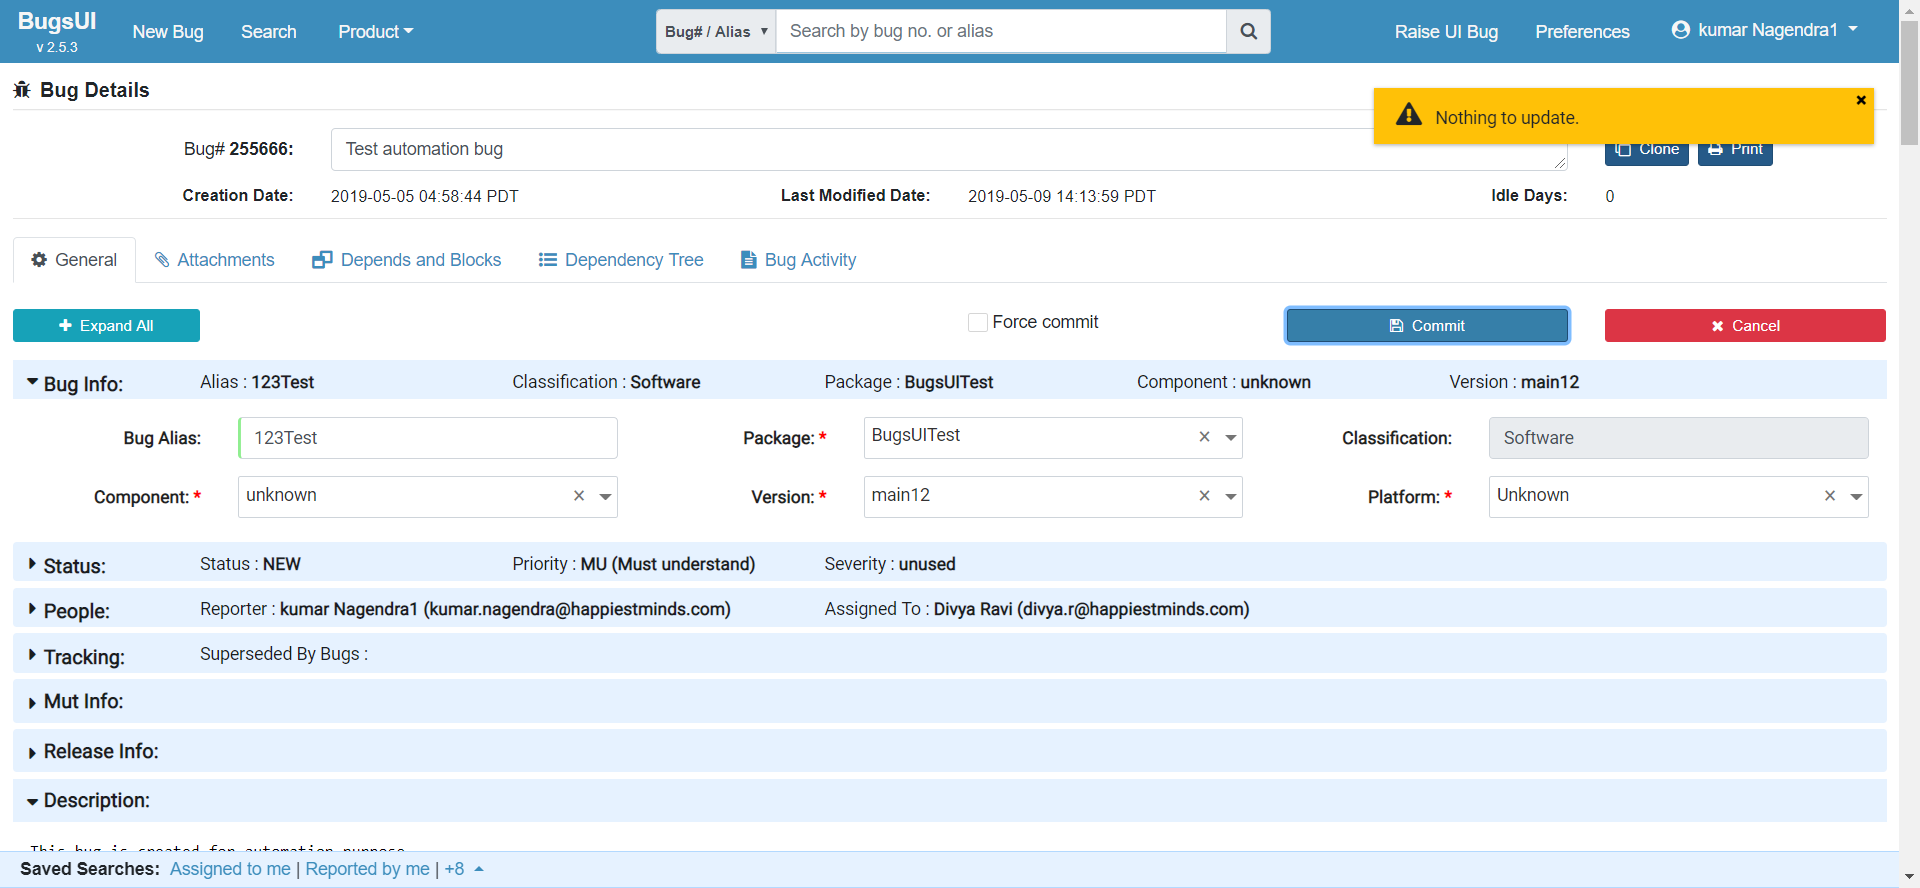 BugsUI
v 2.5.3
New Bug Search Product Bug# / Alias Search by bug no. or alias Raise UI Bug Preferences kumar Nagendra1
Bug Details
Nothing to update.
Bug# 255666: Test automation bug Clone Print
Creation Date: 2019-05-05 04:58:44 PDT Last Modified Date: 2019-05-09 14:13:59 PDT Idle Days: 0
General Attachments Depends and Blocks Dependency Tree Bug Activity
Expand All Force commit Commit Cancel
Bug Info: Alias : 123Test Classification : Software Package : BugsUITest Component : unknown Version : main12
Bug Alias: 123Test Package: * BugsUITest Classification: Software
Component: * unknown Version: * main12 Platform: * Unknown
Status: Status : NEW Priority : MU (Must understand) Severity : unused
People: Reporter : kumar Nagendra1 (kumar.nagendra@happiestminds.com) Assigned To : Divya Ravi (divya.r@happiestminds.com)
Tracking: Superseded By Bugs :
Mut Info:
Release Info:
Description:
This bug is created for automation purpose
Saved Searches: Assigned to me | Reported by me | +8